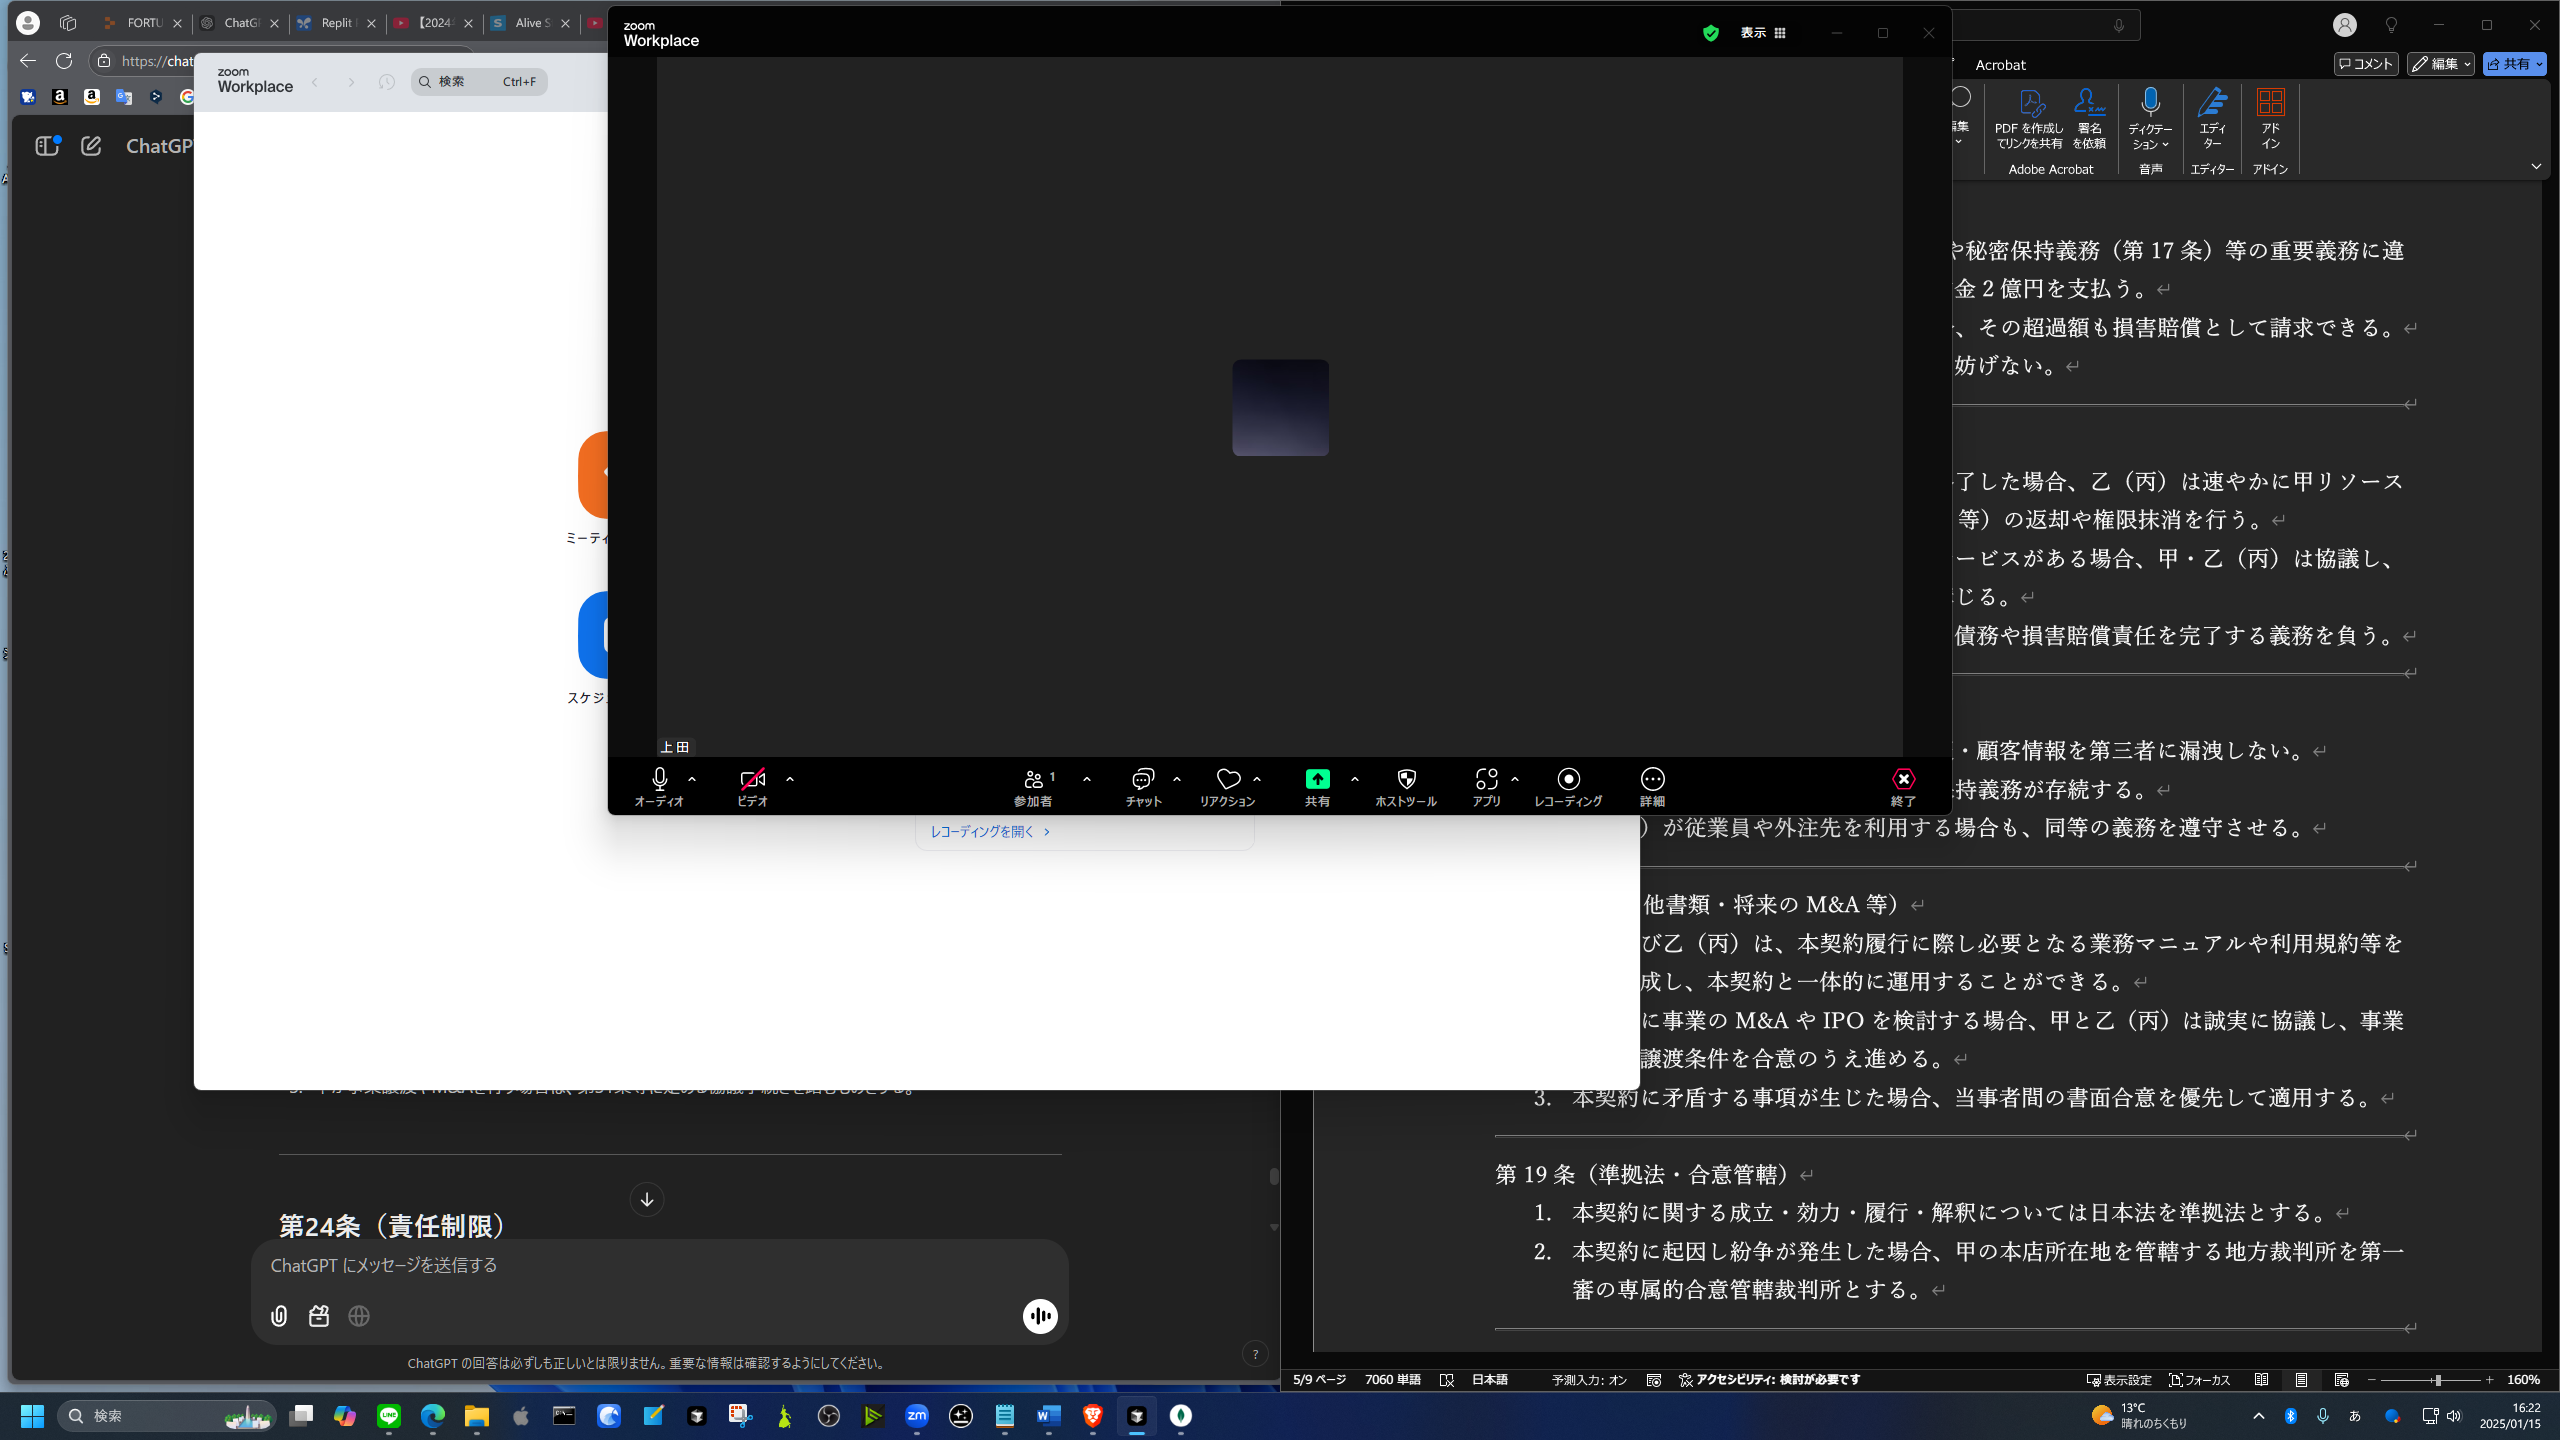 FORTU
ChatGP
Replit
【2024
Alive S
https://chat
ChatGP
zoom
Workplace
検索
Ctrl+F
ミーティ
レコーディングを開く
zoom
Workplace
表示
上田
オーディオ
ビデオ
参加者
1
チャット
リアクション
共有
ホストツール
アプリ
レコーディング
詳細
終了
Acrobat
コメント
編集
共有
PDF を作成し
てリンクを共有
署名
を依頼
Adobe Acrobat
ディクテー
ション
音声
エディ
ター
エディター
アド
イン
アドイン
や秘密保持義務（第 17 条）等の重要義務に違
金 2 億円を支払う。
、その超過額も損害賠償として請求できる。
妨げない。
了した場合、乙（丙）は速やかに甲リソース
等）の返却や権限抹消を行う。
ービスがある場合、甲・乙（丙）は協議し、
じる。
債務や損害賠償責任を完了する義務を負う。
・顧客情報を第三者に漏洩しない。
持義務が存続する。
）が従業員や外注先を利用する場合も、同等の義務を遵守させる。
他書類・将来の M&A 等）
び乙（丙）は、本契約履行に際し必要となる業務マニュアルや利用規約等を
成し、本契約と一体的に運用することができる。
に事業の M&A や IPO を検討する場合、甲と乙（丙）は誠実に協議し、事業
譲渡条件を合意のうえ進める。
3. 本契約に矛盾する事項が生じた場合、当事者間の書面合意を優先して適用する。
第 19 条（準拠法・合意管轄）
1. 本契約に関する成立・効力・履行・解釈については日本法を準拠法とする。
2. 本契約に起因し紛争が発生した場合、甲の本店所在地を管轄する地方裁判所を第一
審の専属的合意管轄裁判所とする。
第24条（責任制限）
ChatGPT にメッセージを送信する
ChatGPT の回答は必ずしも正しいとは限りません。重要な情報は確認するようにしてください。
?
5/9 ページ
7060 単語
日本語
予測入力: オン
アクセシビリティ: 検討が必要です
表示設定
フォーカス
160%
検索
13°C
晴れのちくもり
あ
16:22
2025/01/15